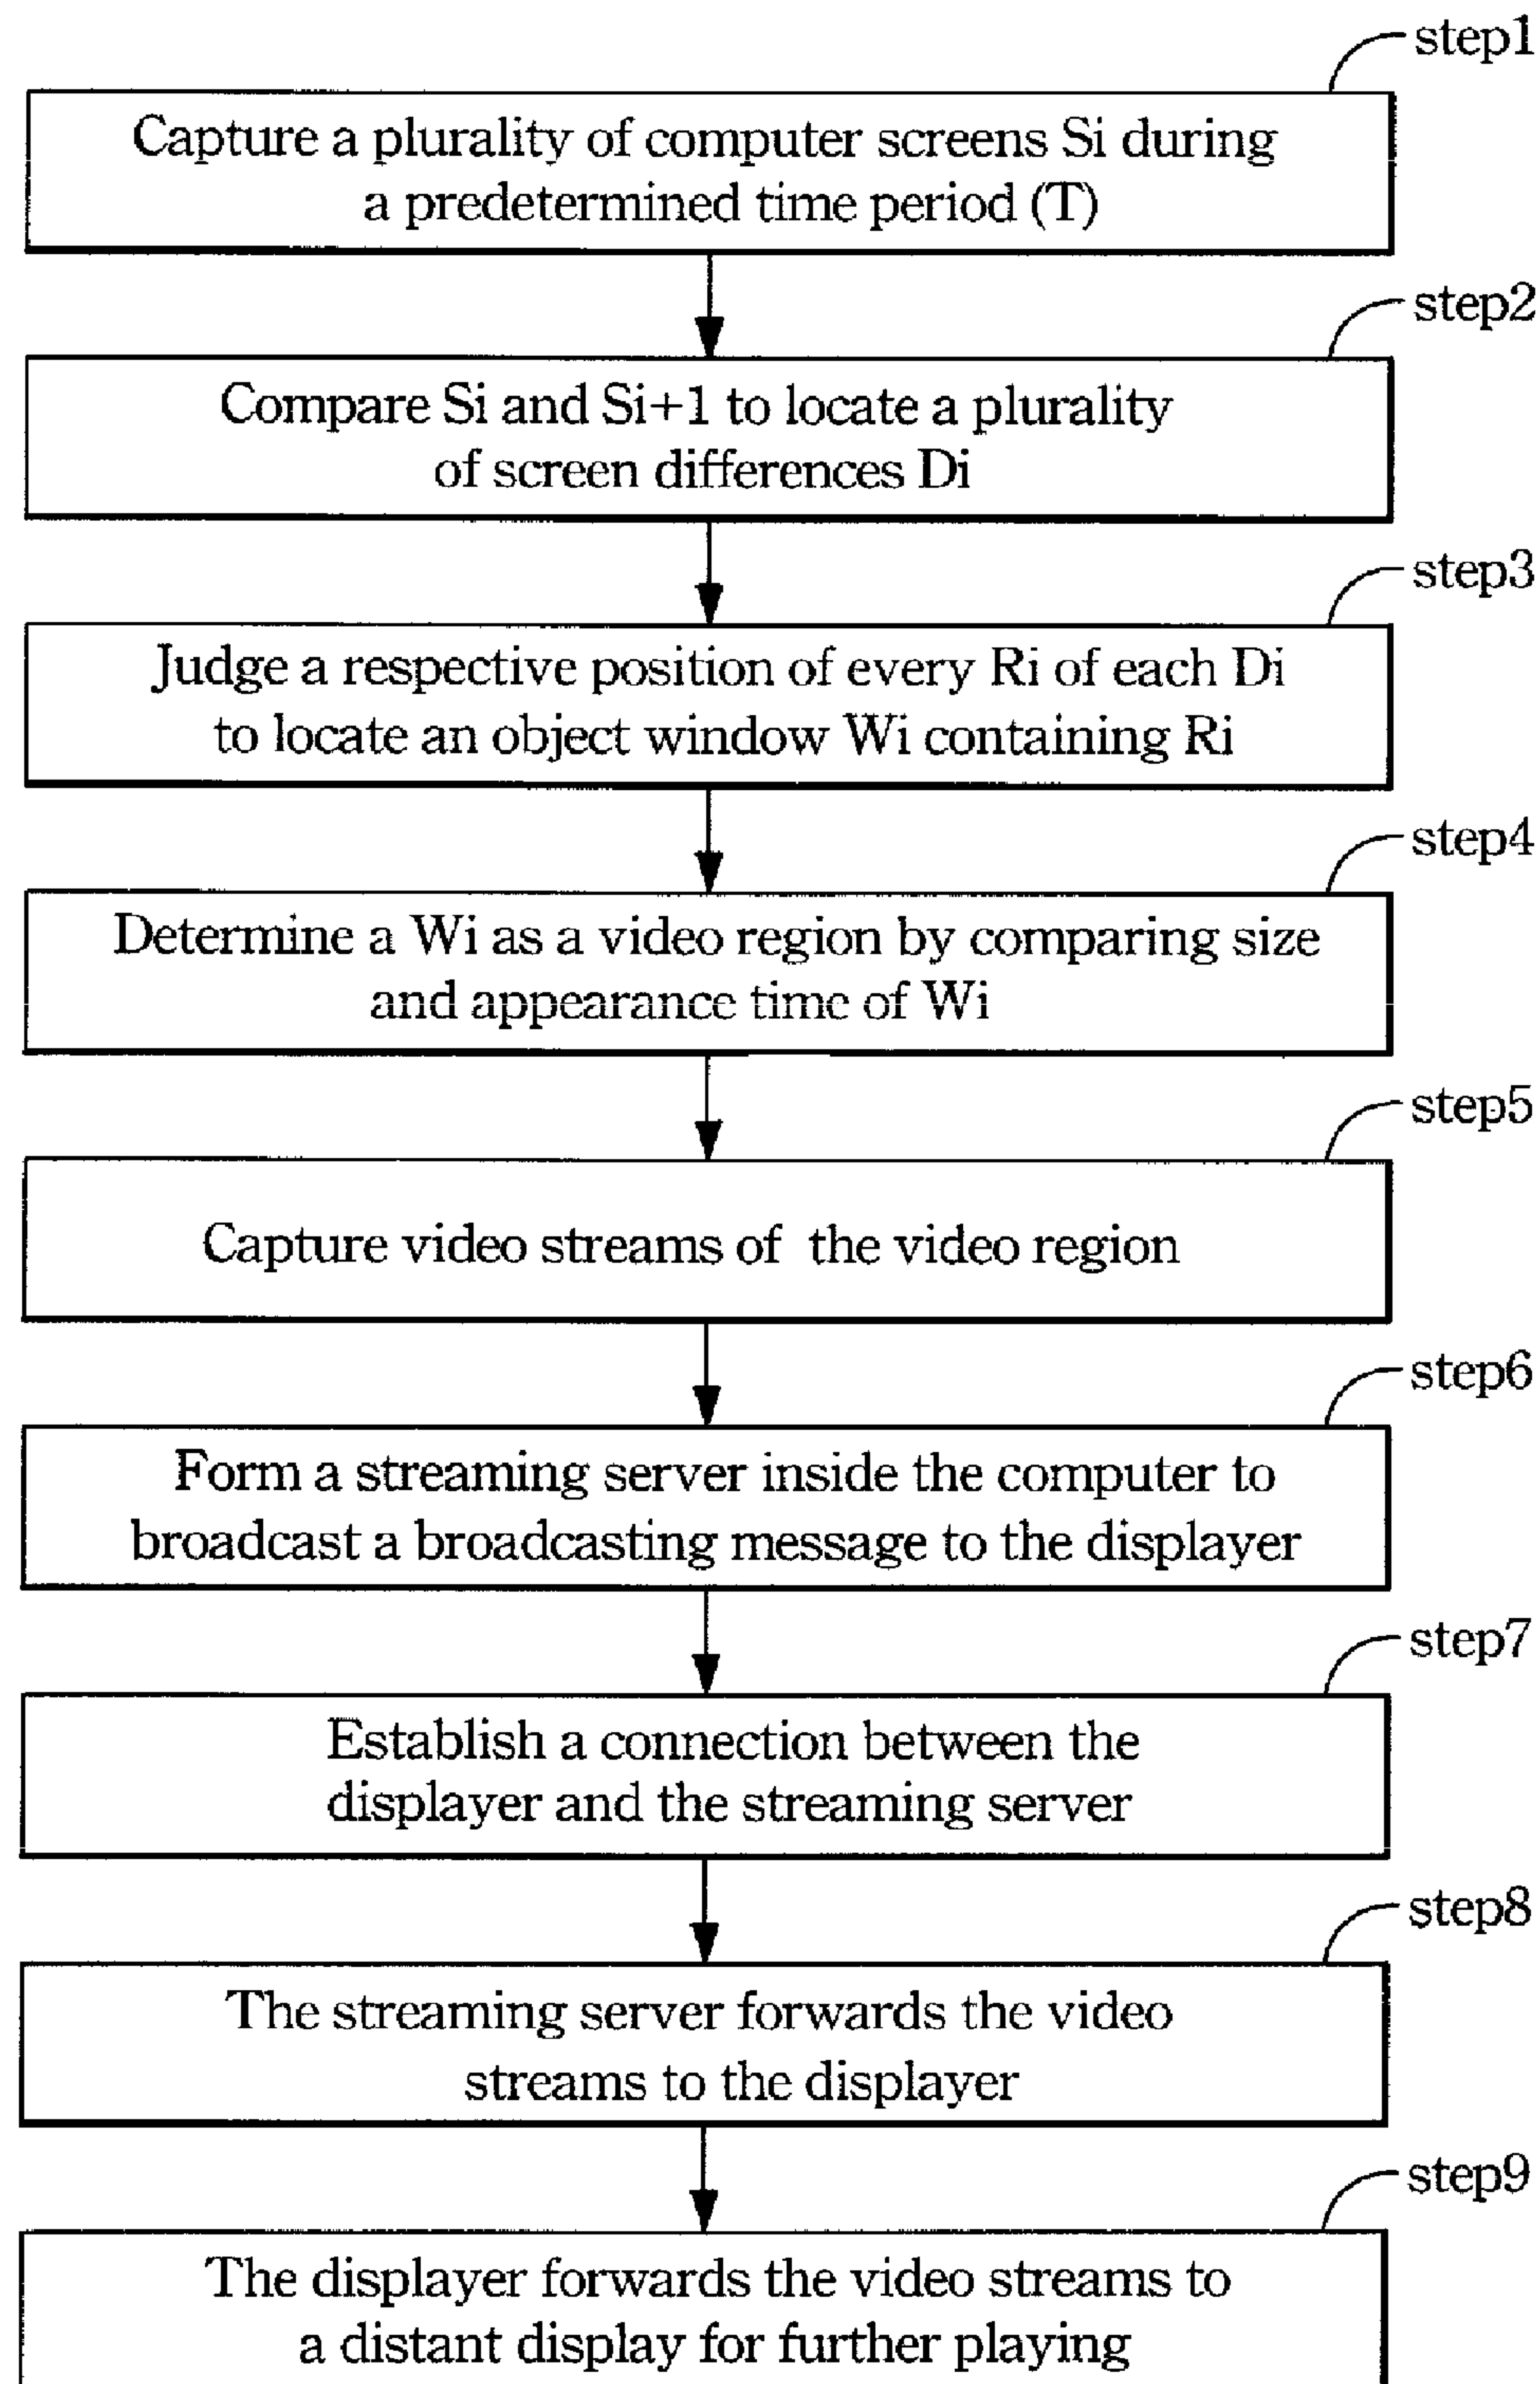 step1
Capture a plurality of computer screens Si during
a predetermined time period (T)
step2
Compare Si and Si+1 to locate a plurality
of screen differences Di
step3
Judge a respective position of every Ri of each Di
to locate an object window Wi containing Ri
step4
Determine a Wi as a video region by comparing size
and appearance time of Wi
step5
Capture video streams of the video region
step6
Form a streaming server inside the computer to
broadcast a broadcasting message to the displayer
step7
Establish a connection between the
displayer and the streaming server
step8
The streaming server forwards the video
streams to the displayer
step9
The displayer forwards the video streams to
a distant display for further playing